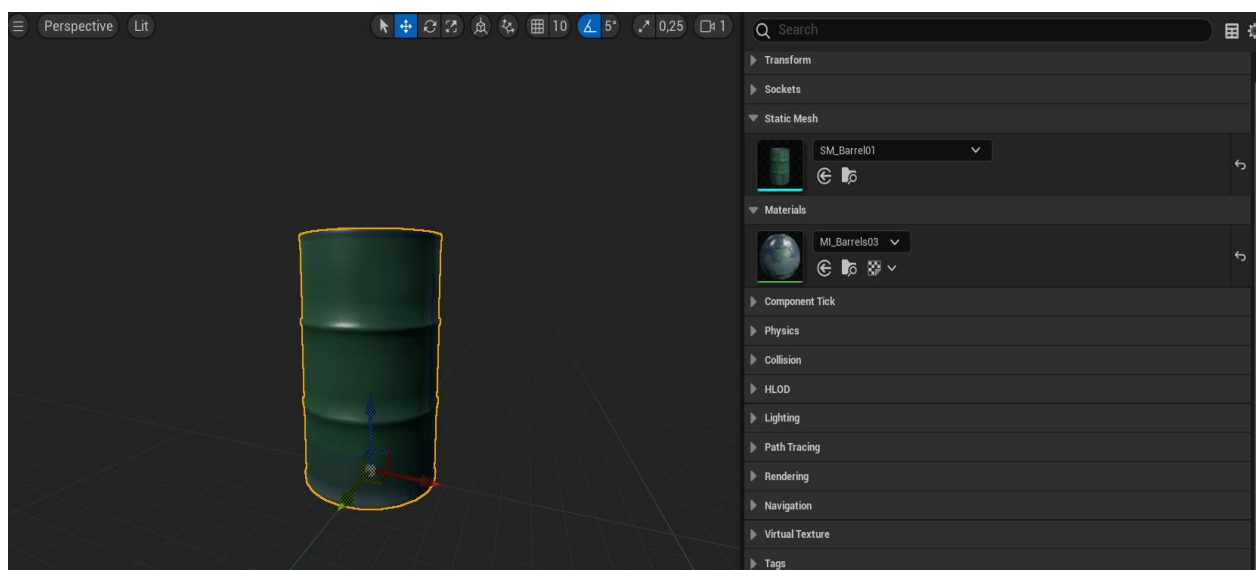 Perspective Lit 10 5° 0,25 1
Search
Transform
Sockets
Static Mesh
SM_Barrel01
Materials
MI_Barrels03
Component Tick
Physics
Collision
HLOD
Lighting
Path Tracing
Rendering
Navigation
Virtual Texture
Tags